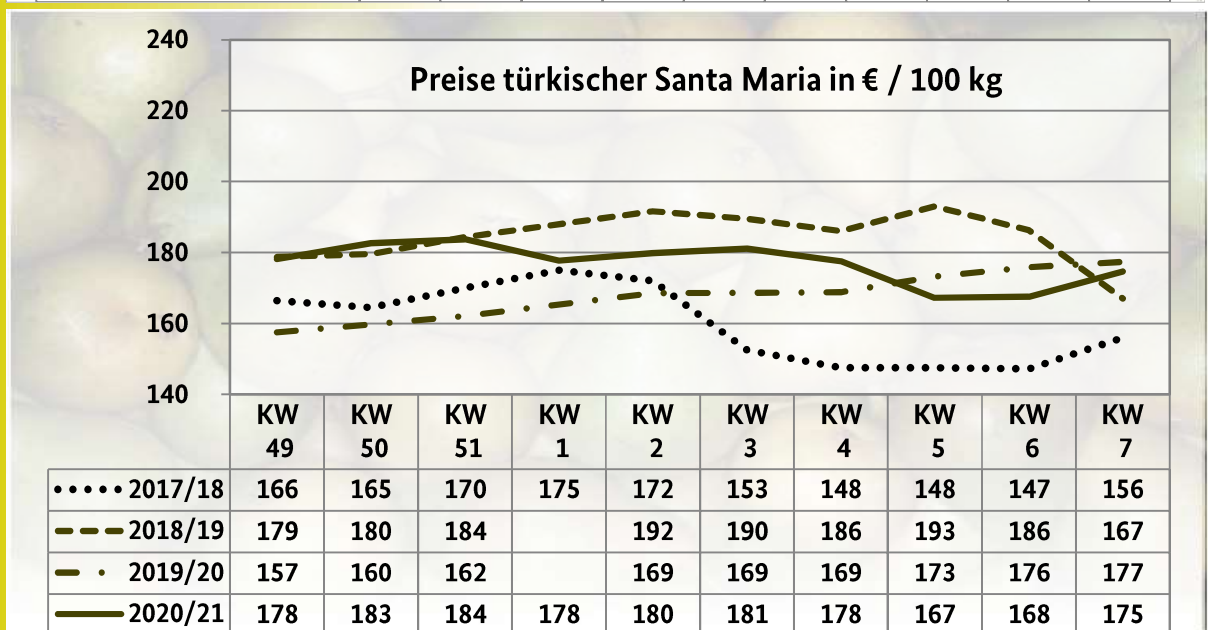 Preise türkischer Santa Maria in € / 100 kg
240
220
200
180
160
140
KW KW KW KW KW KW KW KW KW KW
49 50 51 1 2 3 4 5 6 7
2017/18 166 165 170 175 172 153 148 148 147 156
2018/19 179 180 184 192 190 186 193 186 167
2019/20 157 160 162 169 169 169 173 176 177
2020/21 178 183 184 178 180 181 178 167 168 175